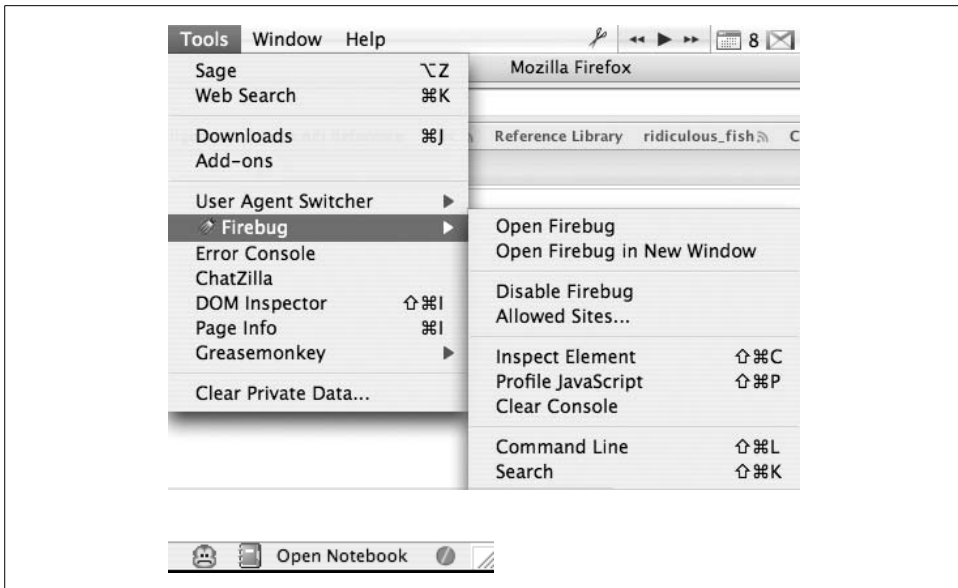 Tools Window Help 8
Mozilla Firefox
Sage ⌥Z
Web Search ⌘K
Downloads ⌘J
Add-ons
Reference Library ridiculous_fish C
User Agent Switcher
Firebug
Error Console
ChatZilla
DOM Inspector ⇧⌘I
Page Info ⌘I
Greasemonkey
Clear Private Data...
Open Firebug
Open Firebug in New Window
Disable Firebug
Allowed Sites...
Inspect Element ⇧⌘C
Profile JavaScript ⇧⌘P
Clear Console
Command Line ⇧⌘L
Search ⇧⌘K
Open Notebook